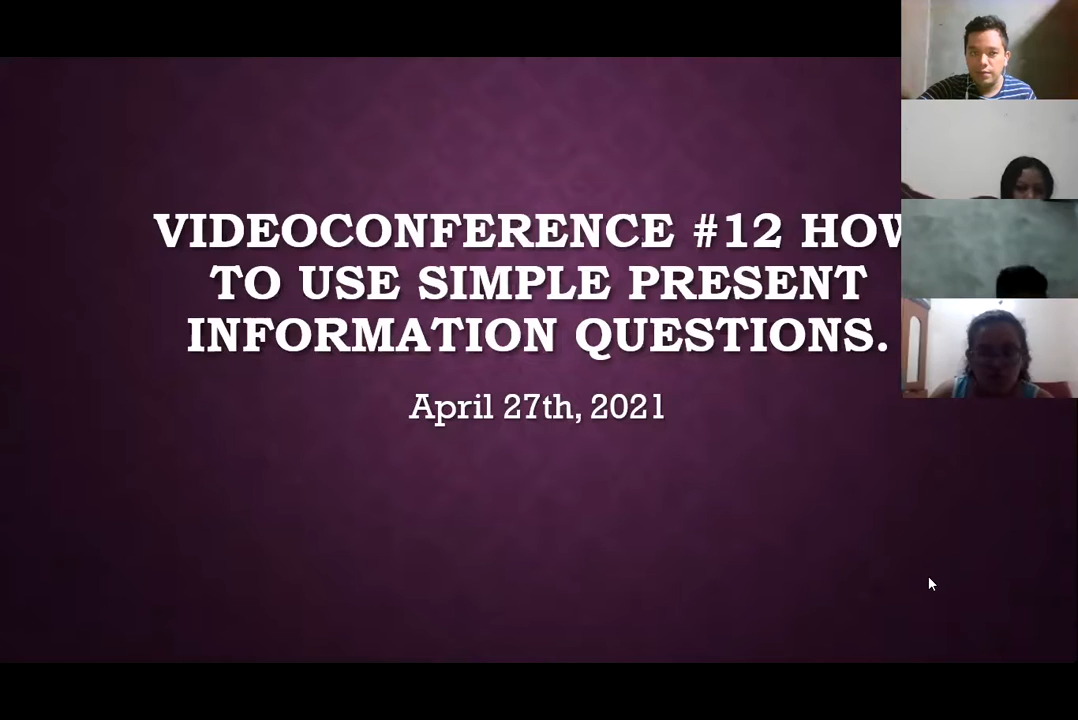 VIDEOCONFERENCE #12 HOW
TO USE SIMPLE PRESENT
INFORMATION QUESTIONS.
April 27th, 2021